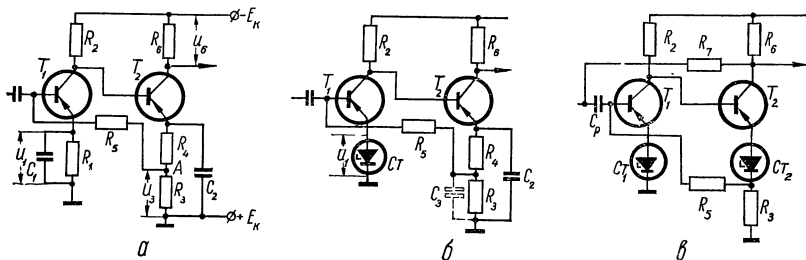 –Eк
R₂
R₆
U₆
T₁
T₂
R₅
R₄
A
U₁
C₁
R₁
U₃
R₃
C₂
+Eк
а
R₂
R₆
T₁
T₂
R₅
R₄
U₁
СТ
C₃
R₃
C₂
б
R₂
R₇
R₆
T₁
T₂
Cр
СТ₁
СТ₂
R₅
R₃
в